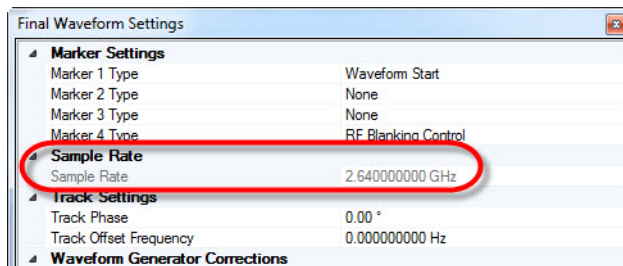 Final Waveform Settings
Marker Settings
Marker 1 Type Waveform Start
Marker 2 Type None
Marker 3 Type None
Marker 4 Type RF Blanking Control
Sample Rate
Sample Rate 2.640000000 GHz
Track Settings
Track Phase 0.00 °
Track Offset Frequency 0.000000000 Hz
Waveform Generator Corrections